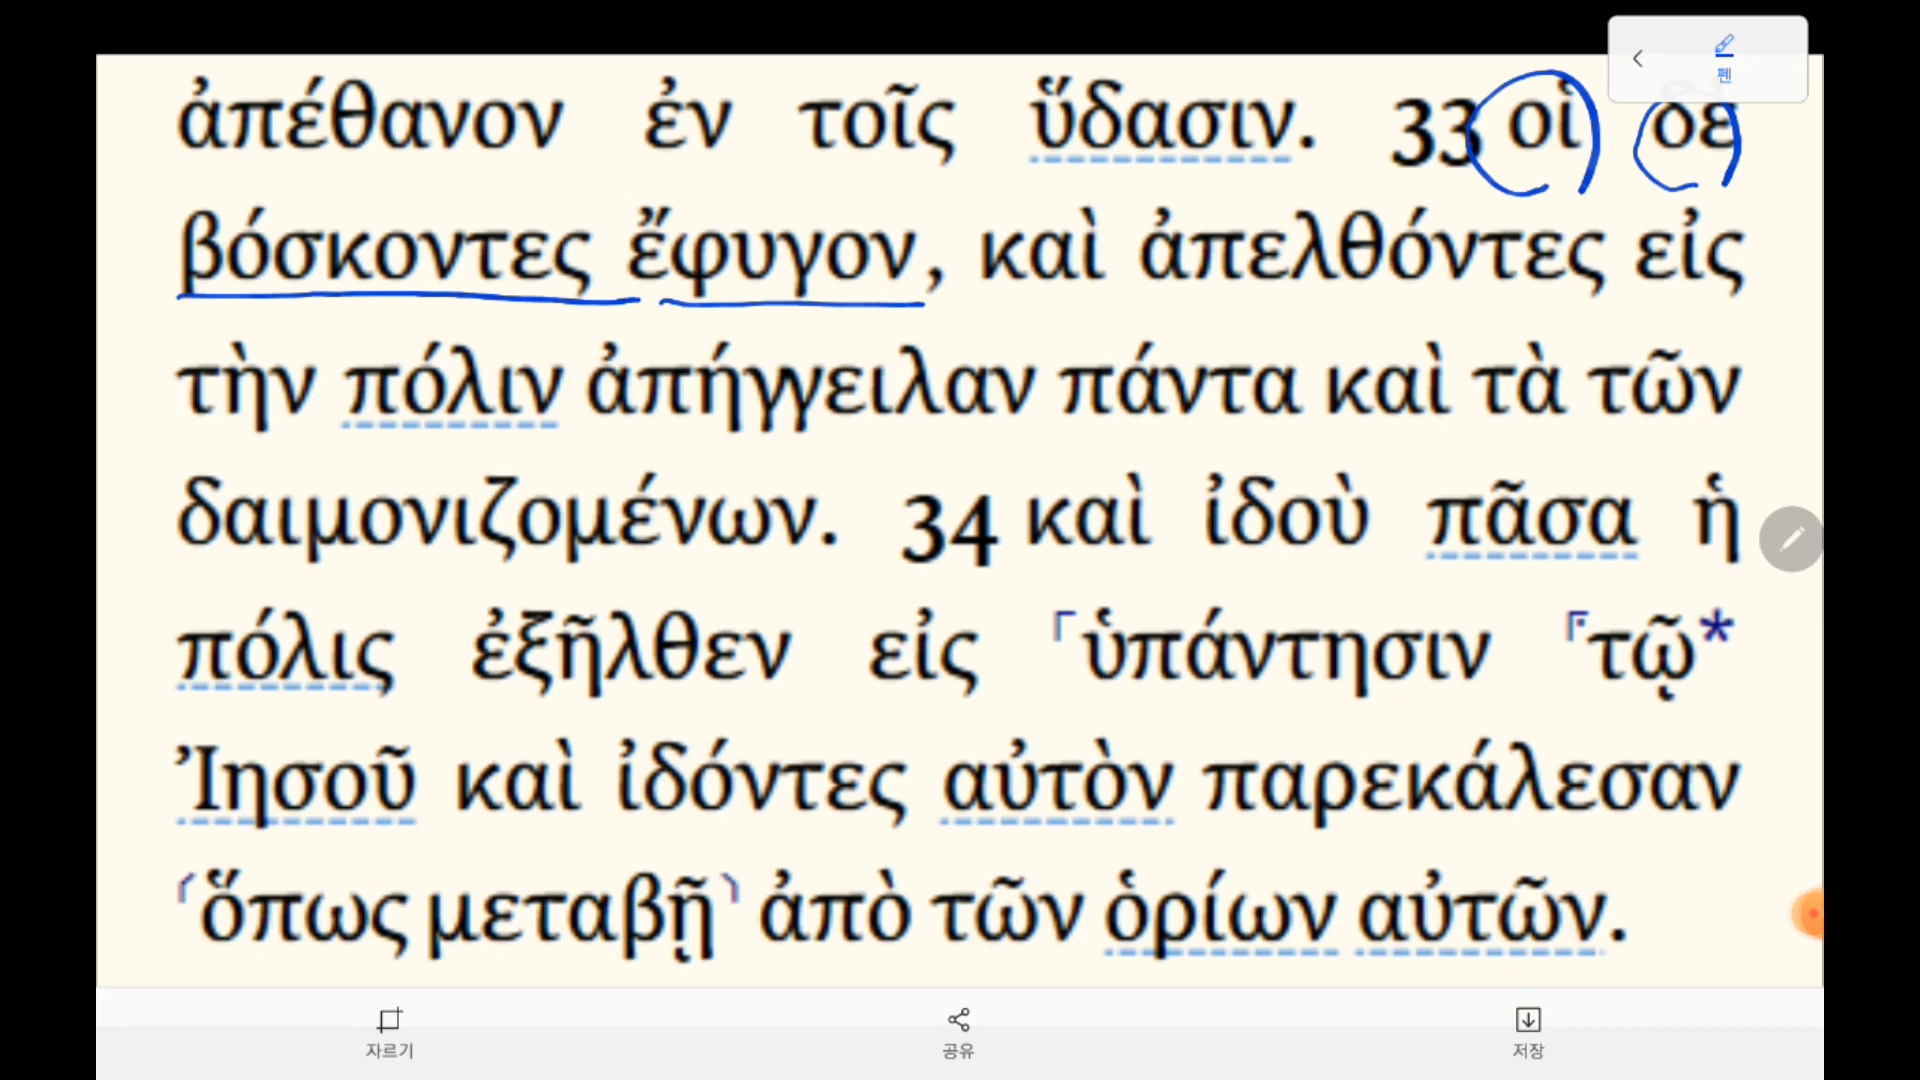 펜
ἀπέθανον ἐν τοῖς ὕδασιν. 33 οἱ δὲ
βόσκοντες ἔφυγον, καὶ ἀπελθόντες εἰς
τὴν πόλιν ἀπήγγειλαν πάντα καὶ τὰ τῶν
δαιμονιζομένων. 34 καὶ ἰδοὺ πᾶσα ἡ
πόλις ἐξῆλθεν εἰς ⸀ὑπάντησιν ⸁τῷ*
Ἰησοῦ καὶ ἰδόντες αὐτὸν παρεκάλεσαν
⸂ὅπως μεταβῇ⸃ ἀπὸ τῶν ὁρίων αὐτῶν.
자르기 공유 저장